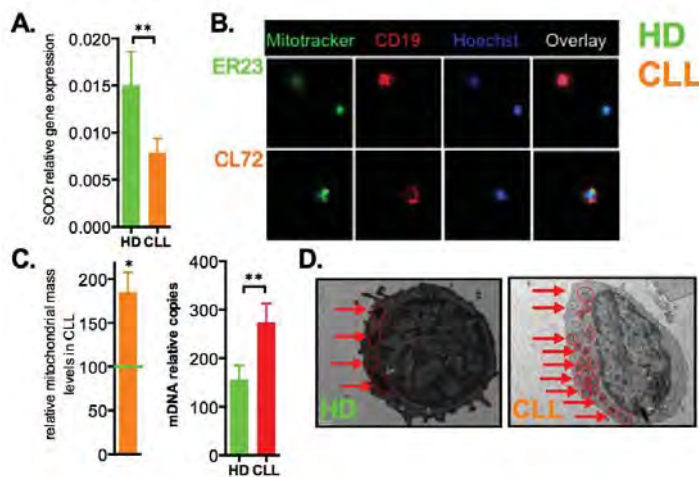 A.
**
SOD2 relative gene expression
0.020
0.015
0.010
0.005
0.000
HD CLL
B.
Mitotracker CD19 Hoechst Overlay
ER23
CL72
HD
CLL
C.
relative mitochondrial mass
levels in CLL
200
150
100
50
0
*
mDNA relative copies
400
300
200
100
0
**
HD CLL
D.
HD
CLL